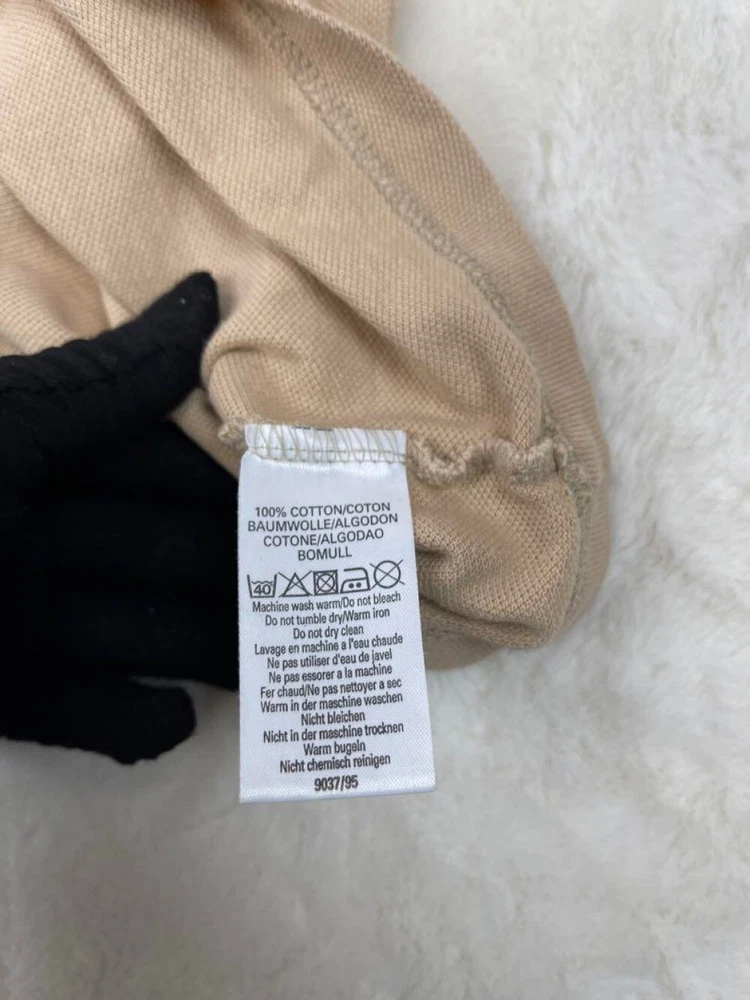 100% COTTON/COTON
BAUMWOLLE/ALGODON
COTONE/ALGODAO
BOMULL
40
Machine wash warm/Do not bleach
Do not tumble dry/Warm iron
Do not dry clean
Lavage en machine a l'eau chaude
Ne pas utiliser d'eau de javel
Ne pas essorer a la machine
Fer chaud/Ne pas nettoyer a sec
Warm in der maschine waschen
Nicht bleichen
Nicht in der maschine trocknen
Warm bugeln
Nicht chemisch reinigen
9037/95